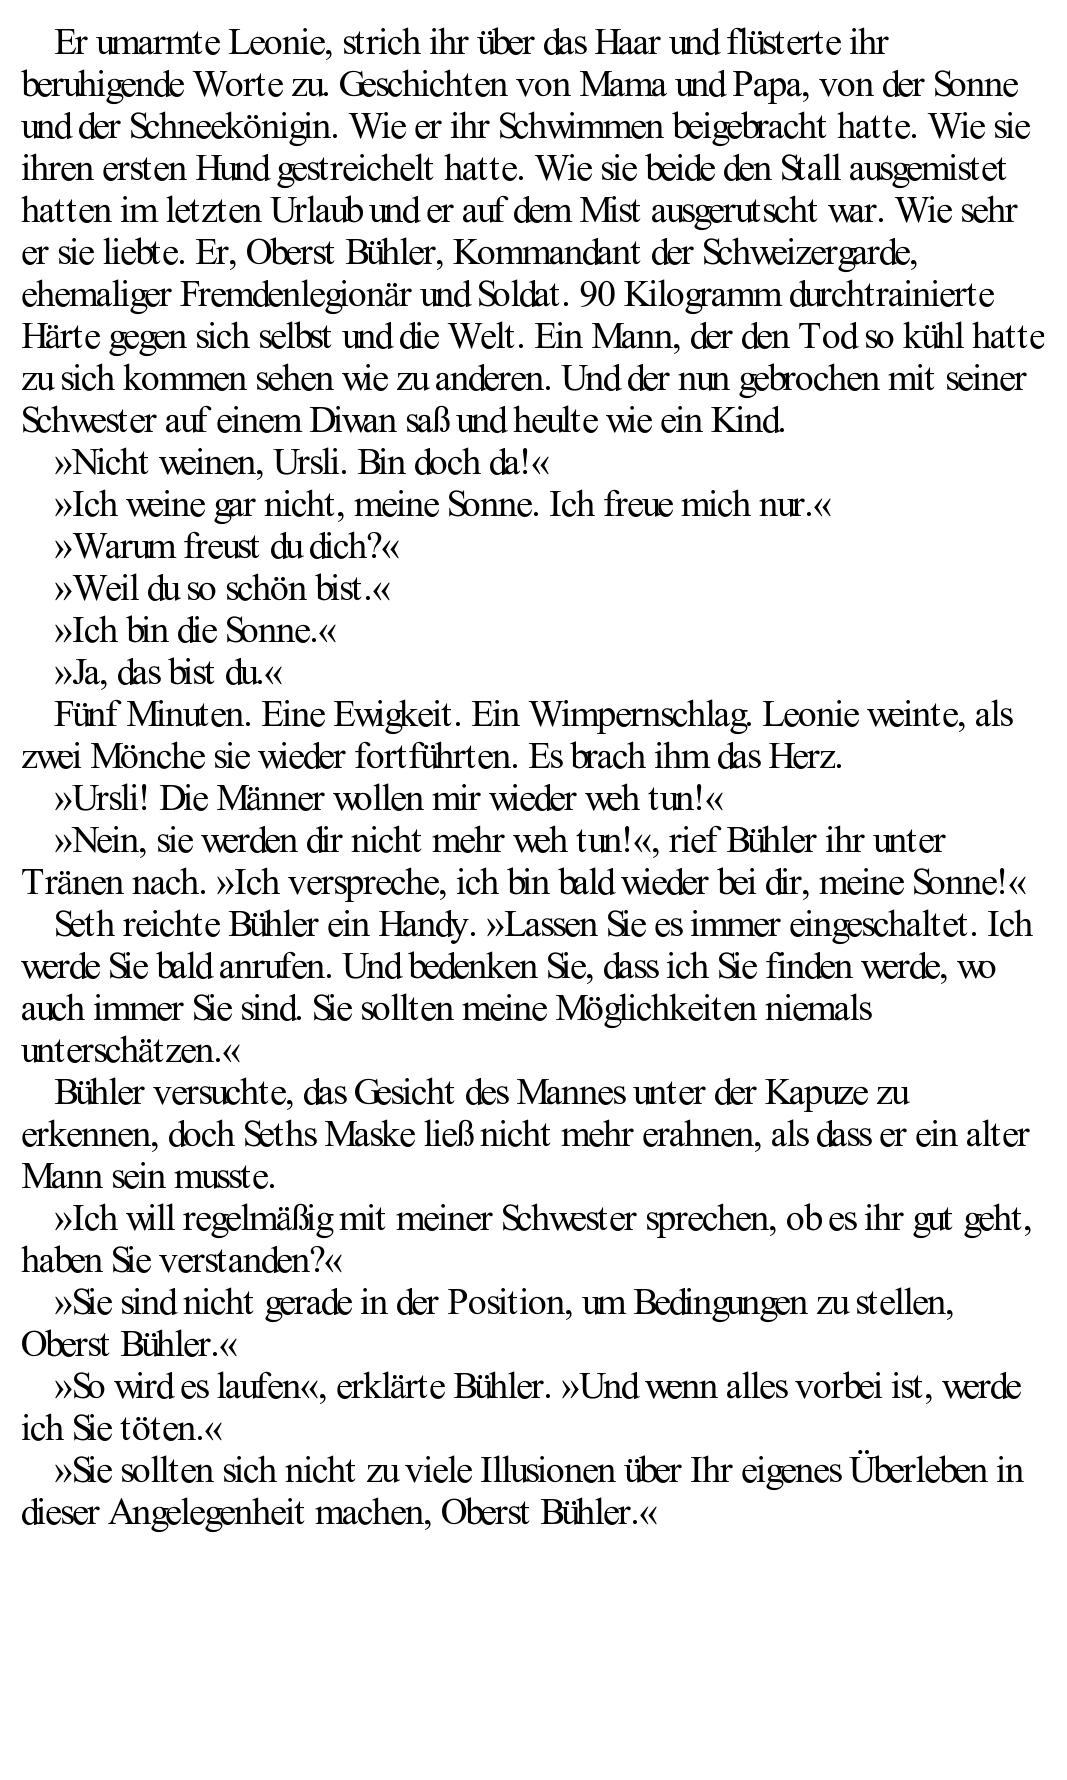 Er umarmte Leonie, strich ihr über das Haar und flüsterte ihr
beruhigende Worte zu. Geschichten von Mama und Papa, von der Sonne
und der Schneekönigin. Wie er ihr Schwimmen beigebracht hatte. Wie sie
ihren ersten Hund gestreichelt hatte. Wie sie beide den Stall ausgemistet
hatten im letzten Urlaub und er auf dem Mist ausgerutscht war. Wie sehr
er sie liebte. Er, Oberst Bühler, Kommandant der Schweizergarde,
ehemaliger Fremdenlegionär und Soldat. 90 Kilogramm durchtrainierte
Härte gegen sich selbst und die Welt. Ein Mann, der den Tod so kühl hatte
zu sich kommen sehen wie zu anderen. Und der nun gebrochen mit seiner
Schwester auf einem Diwan saß und heulte wie ein Kind.
»Nicht weinen, Ursli. Bin doch da!«
»Ich weine gar nicht, meine Sonne. Ich freue mich nur.«
»Warum freust du dich?«
»Weil du so schön bist.«
»Ich bin die Sonne.«
»Ja, das bist du.«
Fünf Minuten. Eine Ewigkeit. Ein Wimpernschlag. Leonie weinte, als
zwei Mönche sie wieder fortführten. Es brach ihm das Herz.
»Ursli! Die Männer wollen mir wieder weh tun!«
»Nein, sie werden dir nicht mehr weh tun!«, rief Bühler ihr unter
Tränen nach. »Ich verspreche, ich bin bald wieder bei dir, meine Sonne!«
Seth reichte Bühler ein Handy. »Lassen Sie es immer eingeschaltet. Ich
werde Sie bald anrufen. Und bedenken Sie, dass ich Sie finden werde, wo
auch immer Sie sind. Sie sollten meine Möglichkeiten niemals
unterschätzen.«
Bühler versuchte, das Gesicht des Mannes unter der Kapuze zu
erkennen, doch Seths Maske ließ nicht mehr erahnen, als dass er ein alter
Mann sein musste.
»Ich will regelmäßig mit meiner Schwester sprechen, ob es ihr gut geht,
haben Sie verstanden?«
»Sie sind nicht gerade in der Position, um Bedingungen zu stellen,
Oberst Bühler.«
»So wird es laufen«, erklärte Bühler. »Und wenn alles vorbei ist, werde
ich Sie töten.«
»Sie sollten sich nicht zu viele Illusionen über Ihr eigenes Überleben in
dieser Angelegenheit machen, Oberst Bühler.«